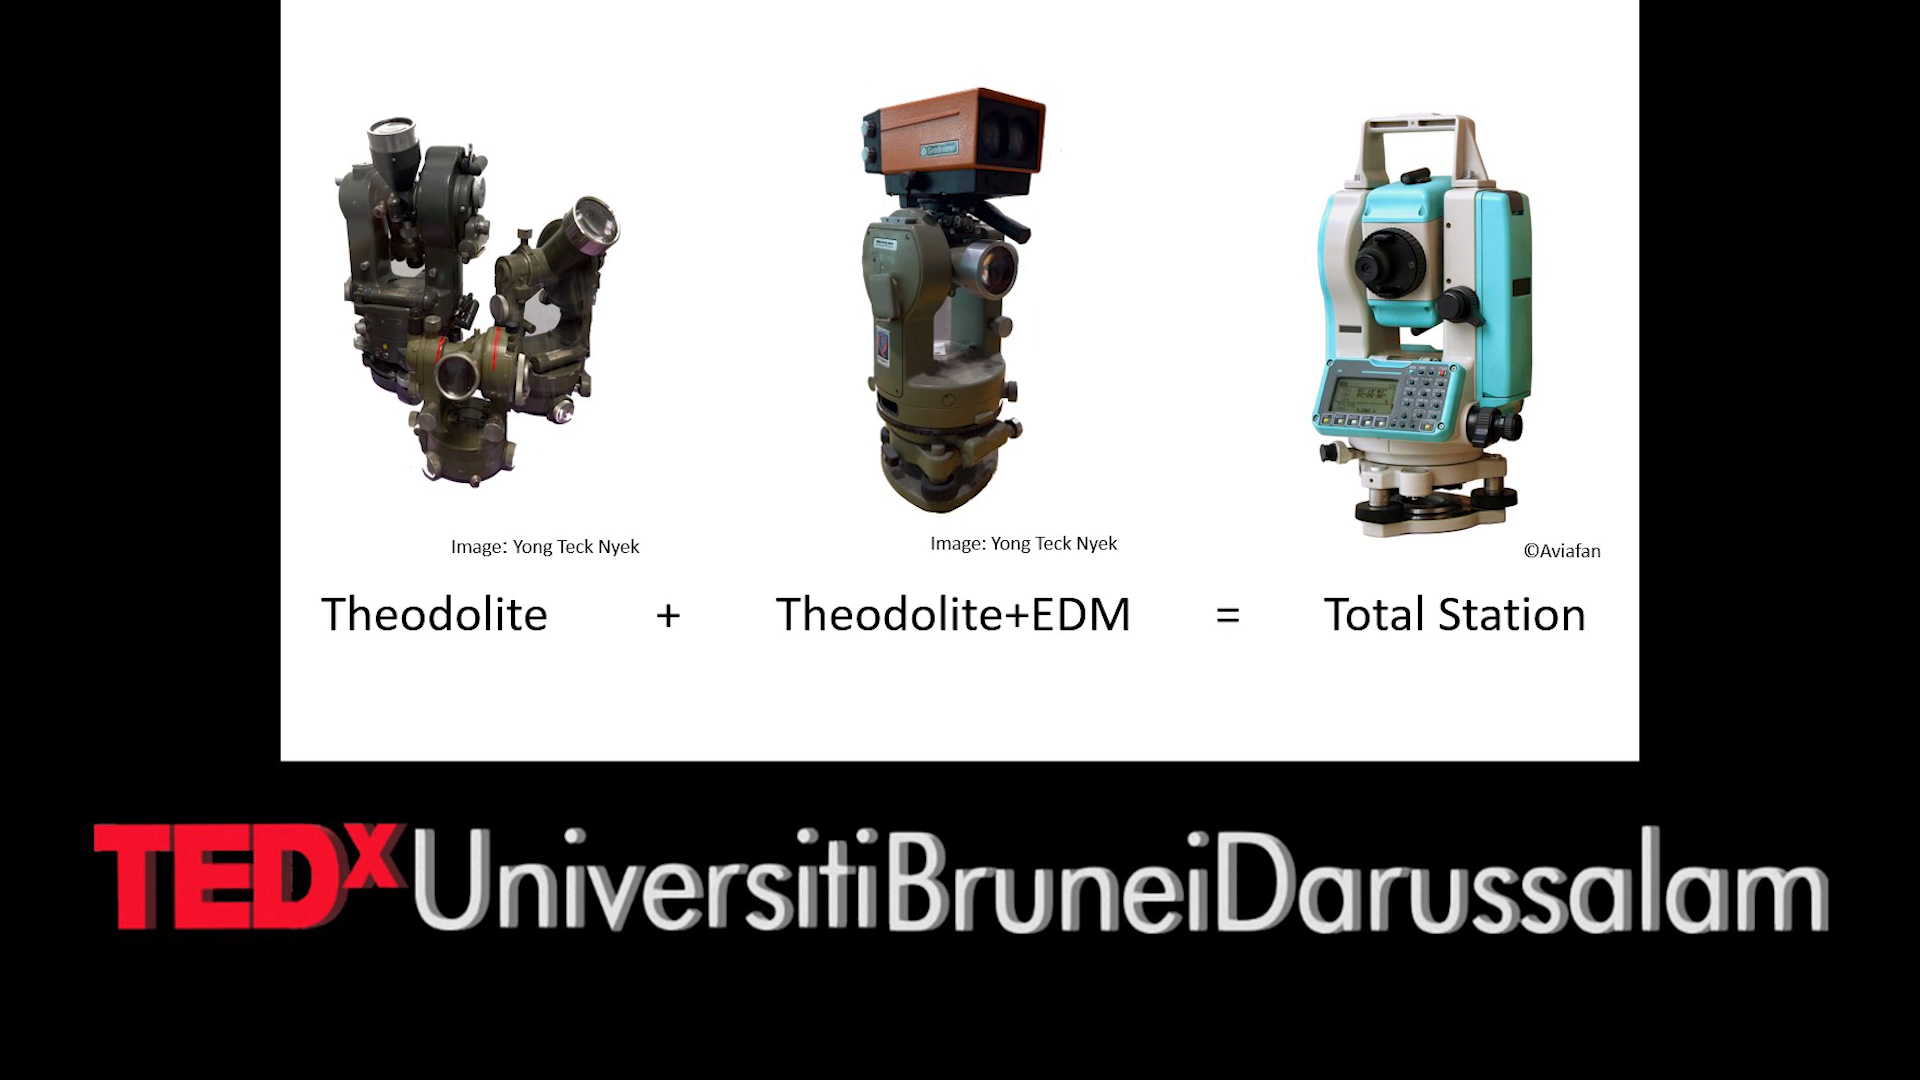 Image: Yong Teck Nyek
Image: Yong Teck Nyek
©Aviafan
Theodolite + Theodolite+EDM = Total Station
TEDxUniversitiBruneiDarussalam